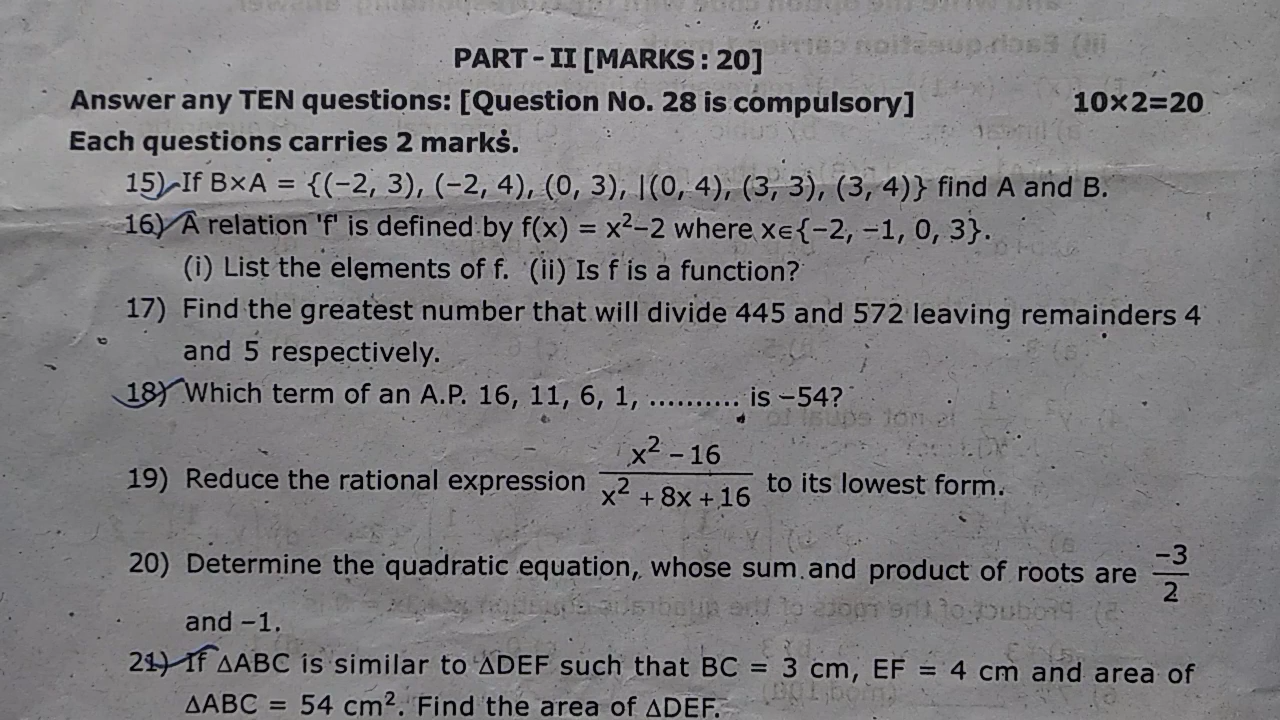 PART - II [MARKS : 20]
Answer any TEN questions: [Question No. 28 is compulsory] 10×2=20
Each questions carries 2 marks.
15) If B×A = {(−2, 3), (−2, 4), (0, 3), |(0, 4), (3, 3), (3, 4)} find A and B.
16) A relation 'f' is defined by f(x) = x²−2 where x∈{−2, −1, 0, 3}.
(i) List the elements of f. (ii) Is f is a function?
17) Find the greatest number that will divide 445 and 572 leaving remainders 4
and 5 respectively.
18) Which term of an A.P. 16, 11, 6, 1, .......... is −54?
19) Reduce the rational expression (x² − 16)/(x² + 8x + 16) to its lowest form.
20) Determine the quadratic equation, whose sum and product of roots are −3/2
and −1.
21) If ΔABC is similar to ΔDEF such that BC = 3 cm, EF = 4 cm and area of
ΔABC = 54 cm². Find the area of ΔDEF.